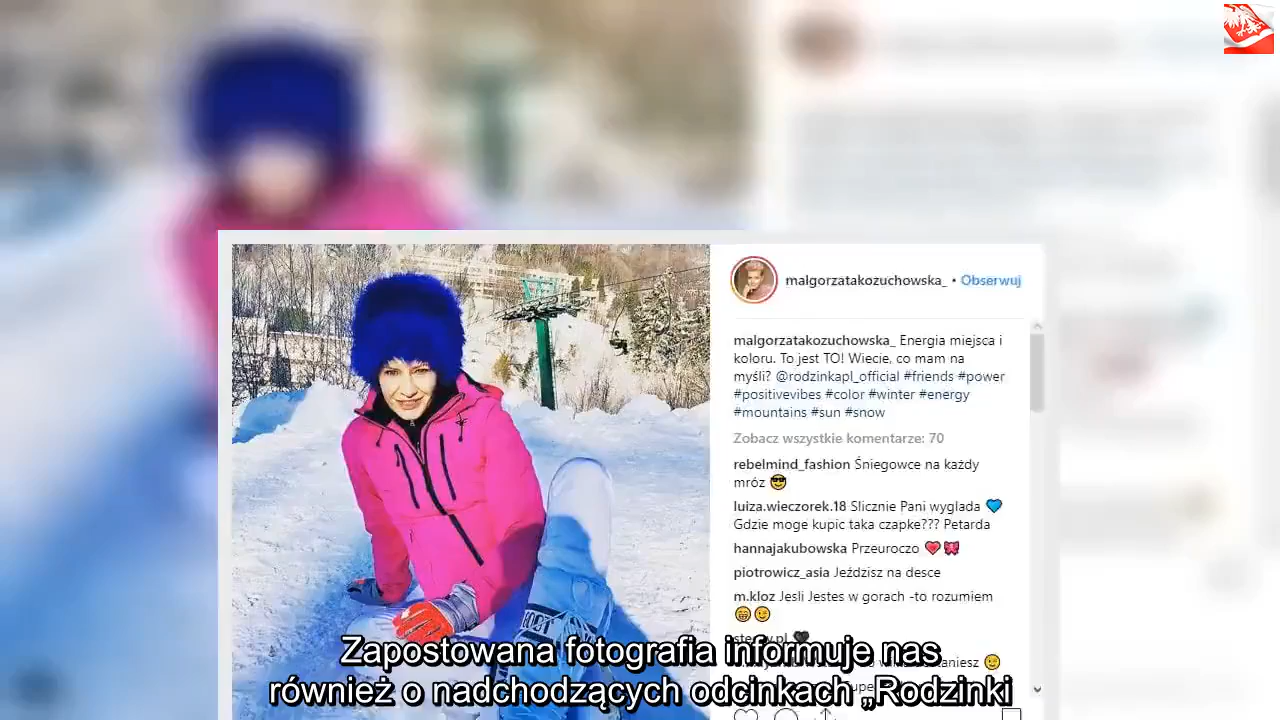 malgorzatakozuchowska_ • Obserwuj
malgorzatakozuchowska_ Energia miejsca i
koloru. To jest TO! Wiecie, co mam na
myśli? @rodzinkapl_official #friends #power
#positivevibes #color #winter #energy
#mountains #sun #snow
Zobacz wszystkie komentarze: 70
rebelmind_fashion Śniegowce na każdy
mróz 😎
luiza.wieczorek.18 Slicznie Pani wyglada 💙
Gdzie moge kupic taka czapke??? Petarda
hannajakubowska Przeuroczo
piotrowicz_asia Jeździsz na desce
m.kloz Jesli Jestes w gorach -to rozumiem
😁😉
Zapostowana fotografia informuje nas
również o nadchodzących odcinkach „Rodzinki